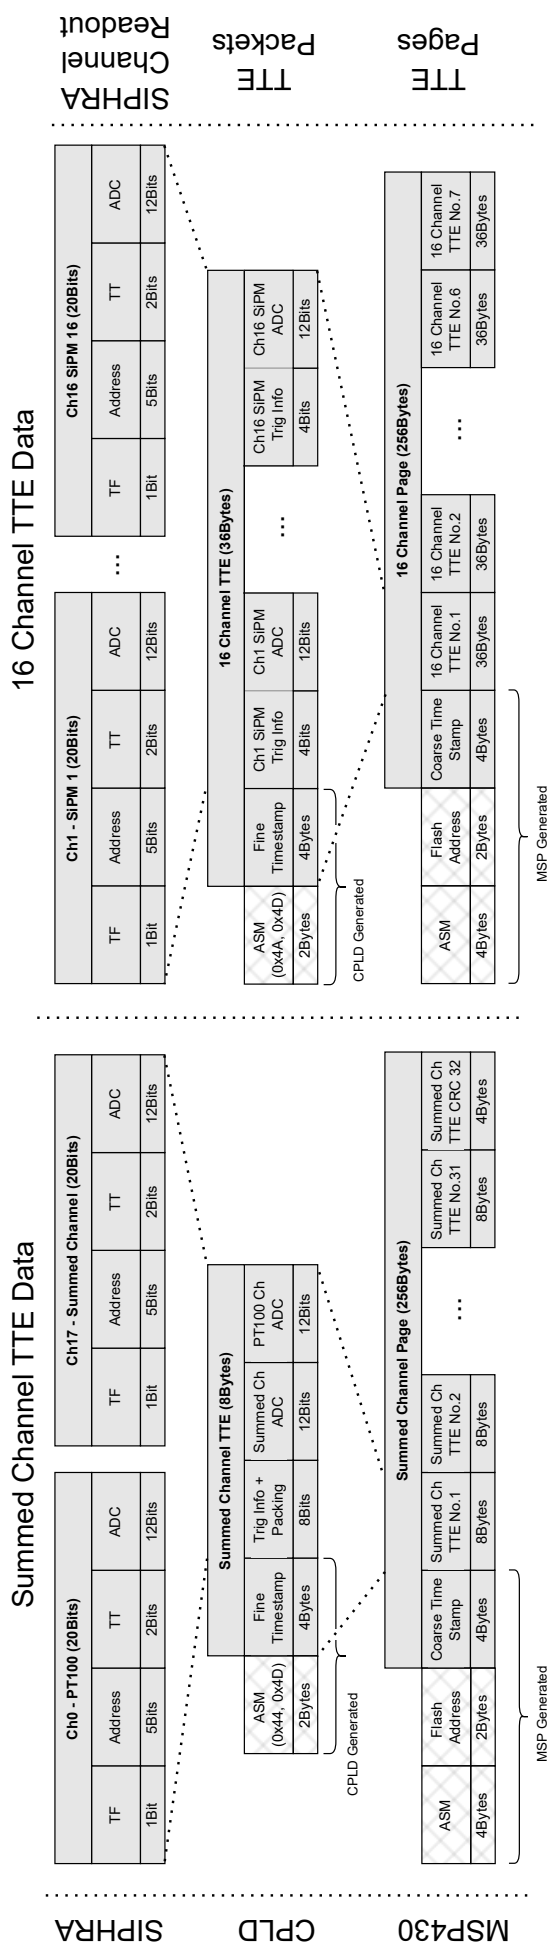 Summed Channel TTE Data
16 Channel TTE Data
SIPHRA
Ch0 - PT100 (20Bits)
TF
Address
TT
ADC
1Bit
5Bits
2Bits
12Bits
Ch17 - Summed Channel (20Bits)
TF
Address
TT
ADC
1Bit
5Bits
2Bits
12Bits
Ch1 - SiPM 1 (20Bits)
TF
Address
TT
ADC
1Bit
5Bits
2Bits
12Bits
...
Ch16 SiPM 16 (20Bits)
TF
Address
TT
ADC
1Bit
5Bits
2Bits
12Bits
SIPHRA
Channel
Readout
CPLD
ASM
(0x44, 0x4D)
2Bytes
Summed Channel TTE (8Bytes)
Fine
Timestamp
4Bytes
Trig Info +
Packing
8Bits
Summed Ch
ADC
12Bits
PT100 Ch
ADC
12Bits
CPLD Generated
ASM
(0x4A, 0x4D)
2Bytes
16 Channel TTE (36Bytes)
Fine
Timestamp
4Bytes
Ch1 SiPM
Trig Info
4Bits
Ch1 SiPM
ADC
12Bits
...
Ch16 SiPM
Trig Info
4Bits
Ch16 SiPM
ADC
12Bits
CPLD Generated
TTE
Packets
MSP430
ASM
4Bytes
Flash
Address
2Bytes
Summed Channel Page (256Bytes)
Coarse Time
Stamp
4Bytes
Summed Ch
TTE No.1
8Bytes
Summed Ch
TTE No.2
8Bytes
...
Summed Ch
TTE No.31
8Bytes
Summed Ch
TTE CRC 32
4Bytes
MSP Generated
ASM
4Bytes
Flash
Address
2Bytes
16 Channel Page (256Bytes)
Coarse Time
Stamp
4Bytes
16 Channel
TTE No.1
36Bytes
16 Channel
TTE No.2
36Bytes
...
16 Channel
TTE No.6
36Bytes
16 Channel
TTE No.7
36Bytes
MSP Generated
TTE
Pages